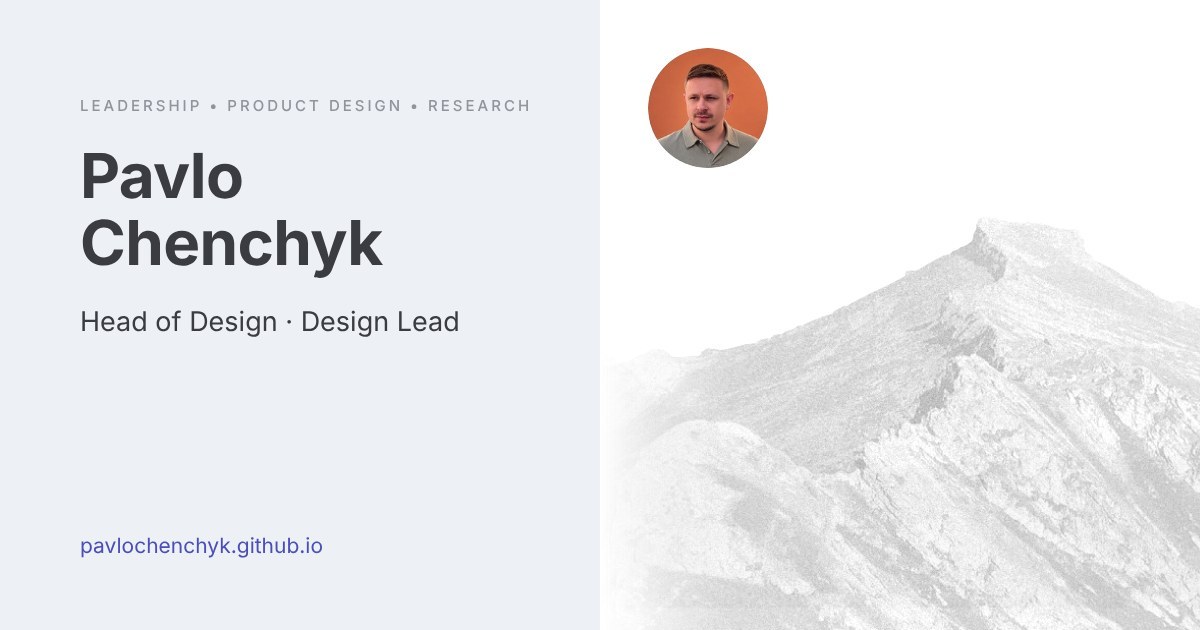 LEADERSHIP • PRODUCT DESIGN • RESEARCH
Pavlo
Chenchyk
Head of Design · Design Lead
pavlochenchyk.github.io